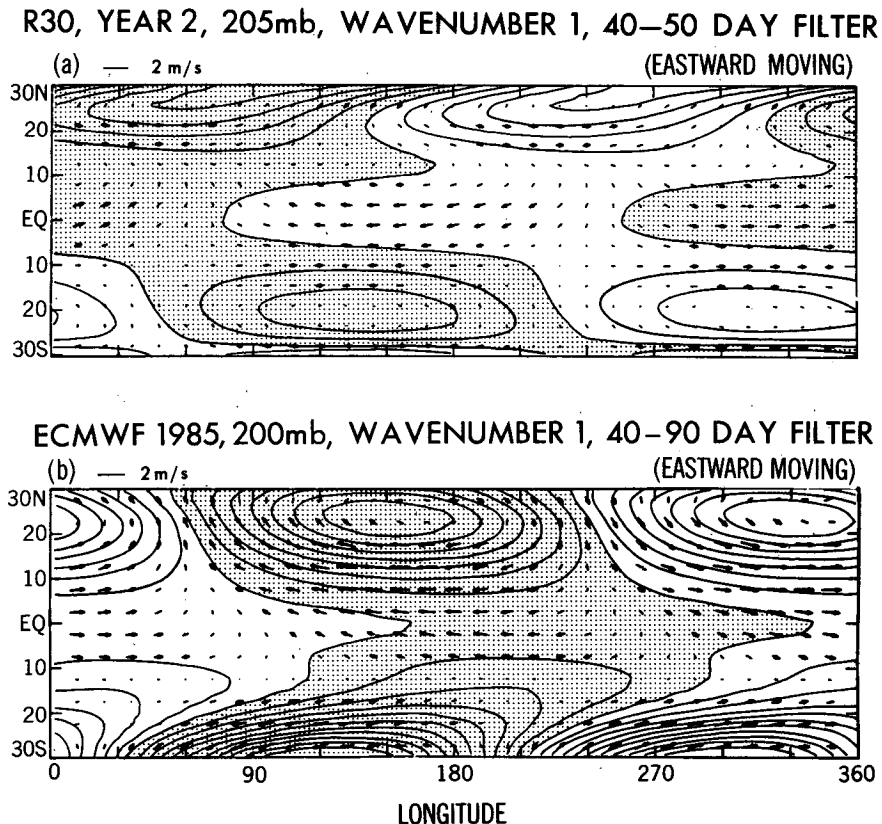 R30, YEAR 2, 205mb, WAVENUMBER 1, 40–50 DAY FILTER
(a) — 2 m/s (EASTWARD MOVING)
30N
20
10
EQ
10
20
30S
ECMWF 1985, 200mb, WAVENUMBER 1, 40–90 DAY FILTER
(b) — 2 m/s (EASTWARD MOVING)
30N
20
10
EQ
10
20
30S
0 90 180 270 360
LONGITUDE